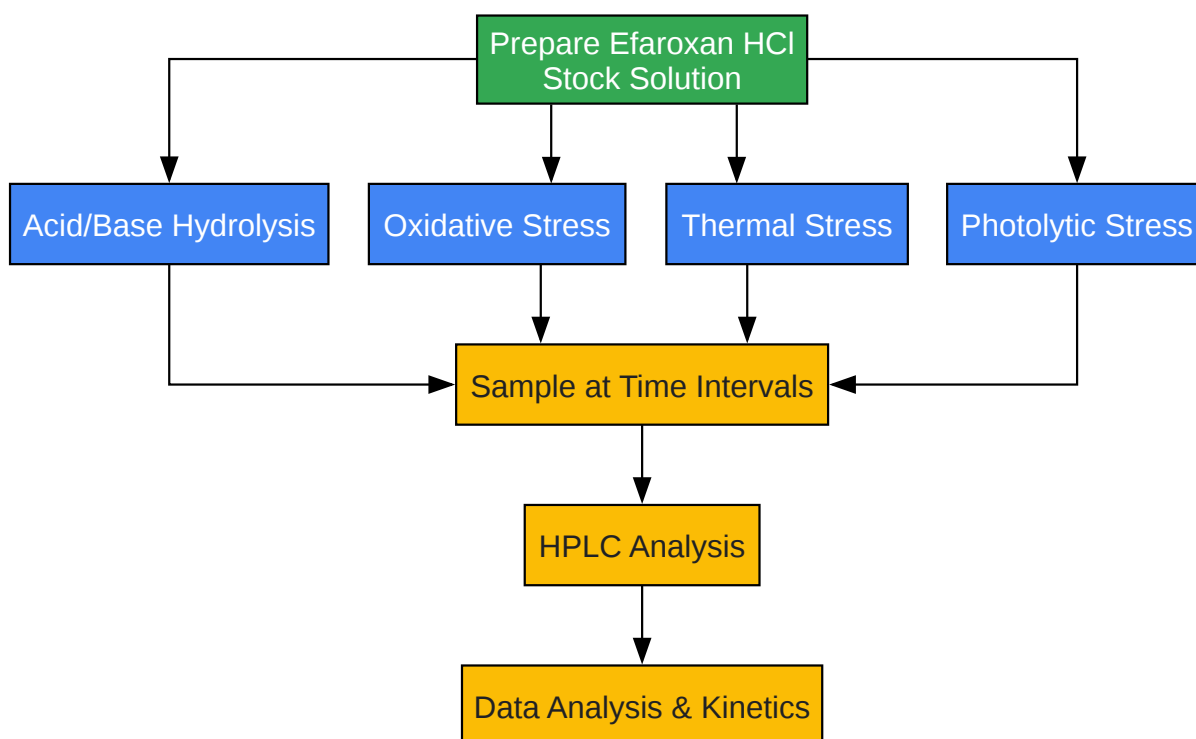 Prepare Efaroxan HCl
Stock Solution
Acid/Base Hydrolysis
Oxidative Stress
Thermal Stress
Photolytic Stress
Sample at Time Intervals
HPLC Analysis
Data Analysis & Kinetics